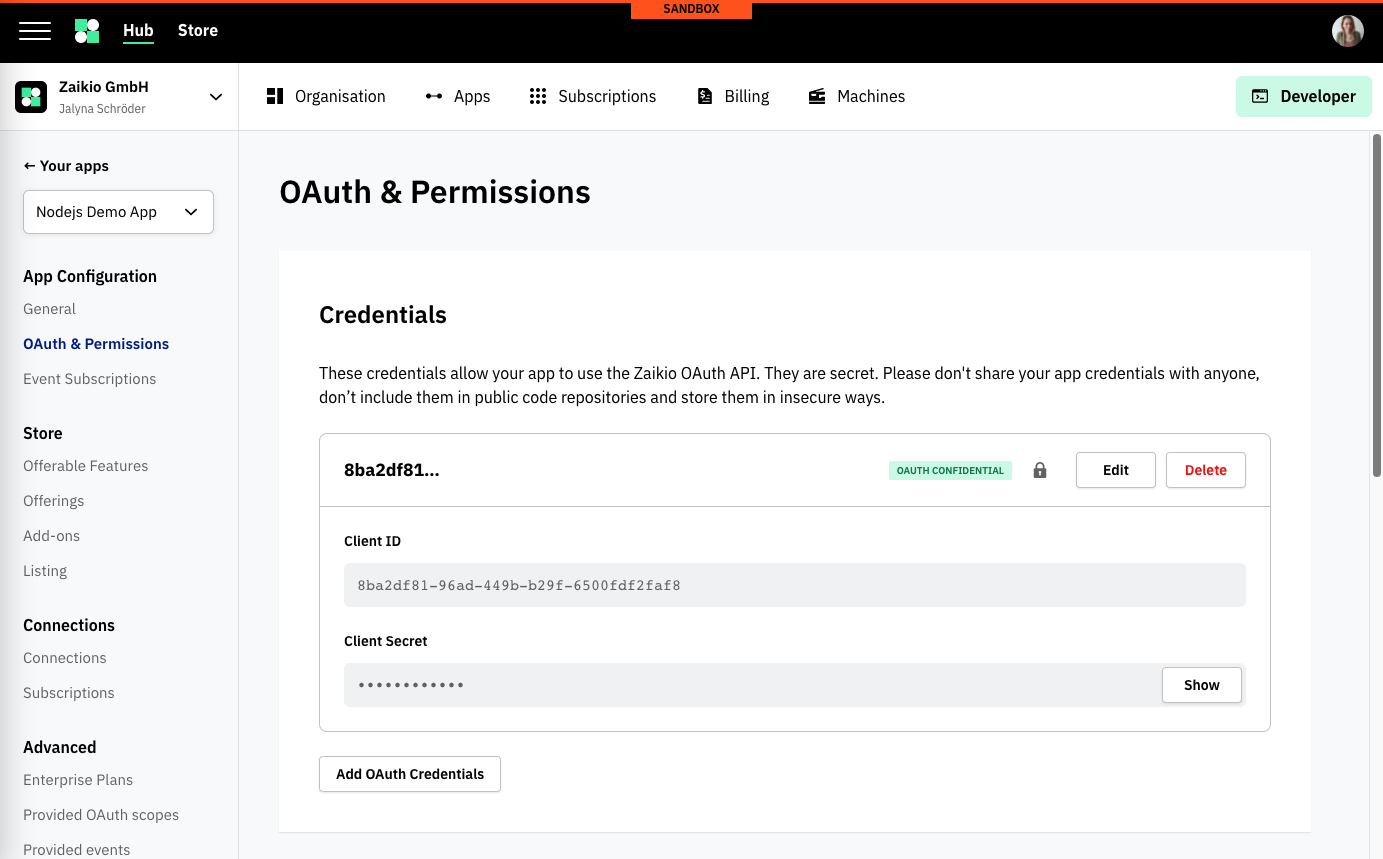 SANDBOX
Hub
Store
Zaikio GmbH
Jalyna Schröder
Organisation
Apps
Subscriptions
Billing
Machines
Developer
← Your apps
Nodejs Demo App
App Configuration
General
OAuth & Permissions
Event Subscriptions
Store
Offerable Features
Offerings
Add-ons
Listing
Connections
Connections
Subscriptions
Advanced
Enterprise Plans
Provided OAuth scopes
Provided events
OAuth & Permissions
Credentials
These credentials allow your app to use the Zaikio OAuth API. They are secret. Please don't share your app credentials with anyone,
don’t include them in public code repositories and store them in insecure ways.
8ba2df81...
OAUTH CONFIDENTIAL
Edit
Delete
Client ID
8ba2df81-96ad-449b-b29f-6500fdf2faf8
Client Secret
••••••••••••
Show
Add OAuth Credentials